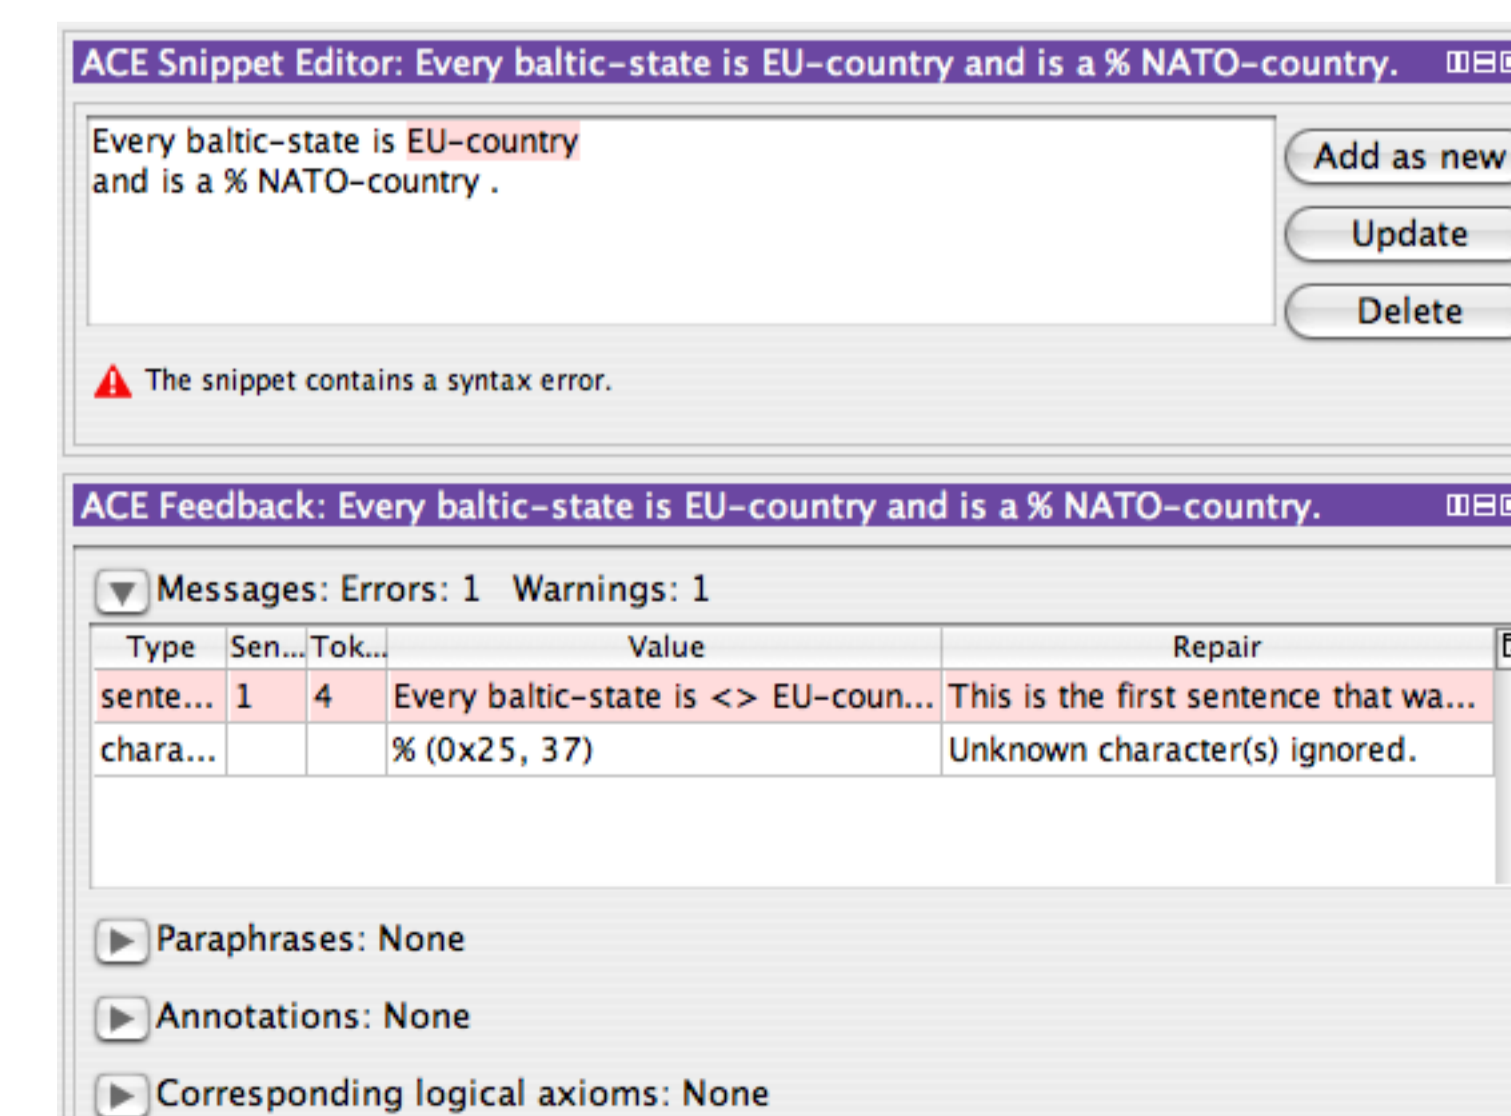 ACE Snippet Editor: Every baltic-state is EU-country and is a % NATO-country.
Every baltic-state is EU-country
and is a % NATO-country .
Add as new
Update
Delete
The snippet contains a syntax error.
ACE Feedback: Every baltic-state is EU-country and is a % NATO-country.
Messages: Errors: 1 Warnings: 1
Type Sen... Tok... Value Repair
sente... 1 4 Every baltic-state is <> EU-coun... This is the first sentence that wa...
chara... % (0x25, 37) Unknown character(s) ignored.
Paraphrases: None
Annotations: None
Corresponding logical axioms: None